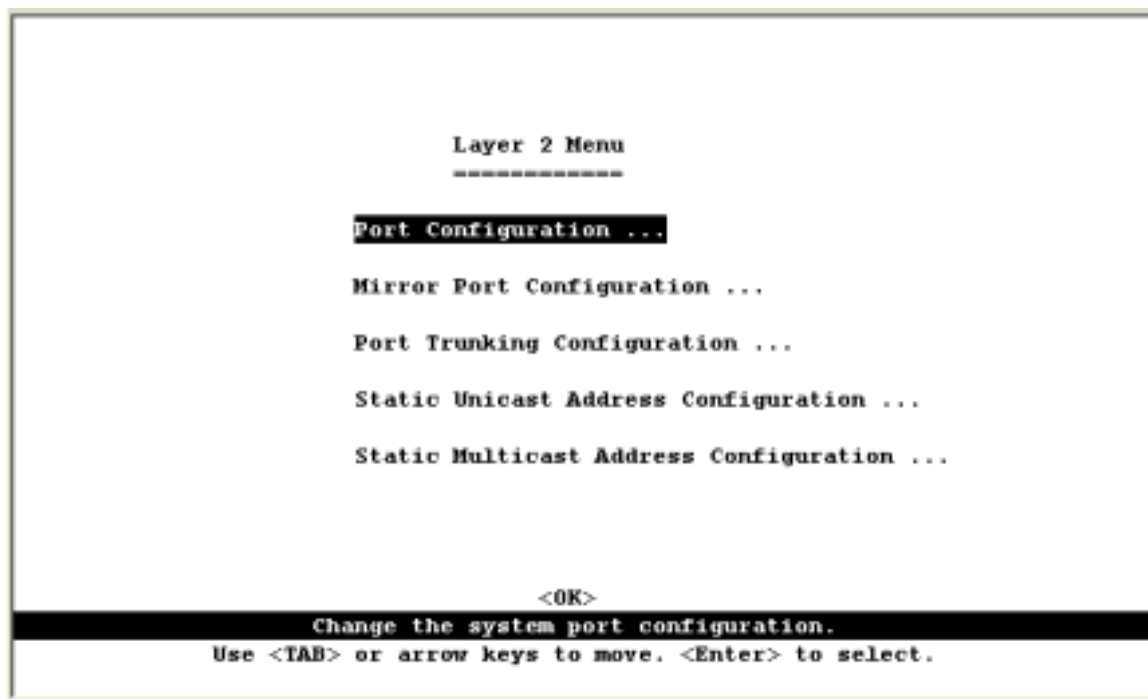 Layer 2 Menu
============
Port Configuration ...
Mirror Port Configuration ...
Port Trunking Configuration ...
Static Unicast Address Configuration ...
Static Multicast Address Configuration ...
<OK>
Change the system port configuration.
Use <TAB> or arrow keys to move. <Enter> to select.